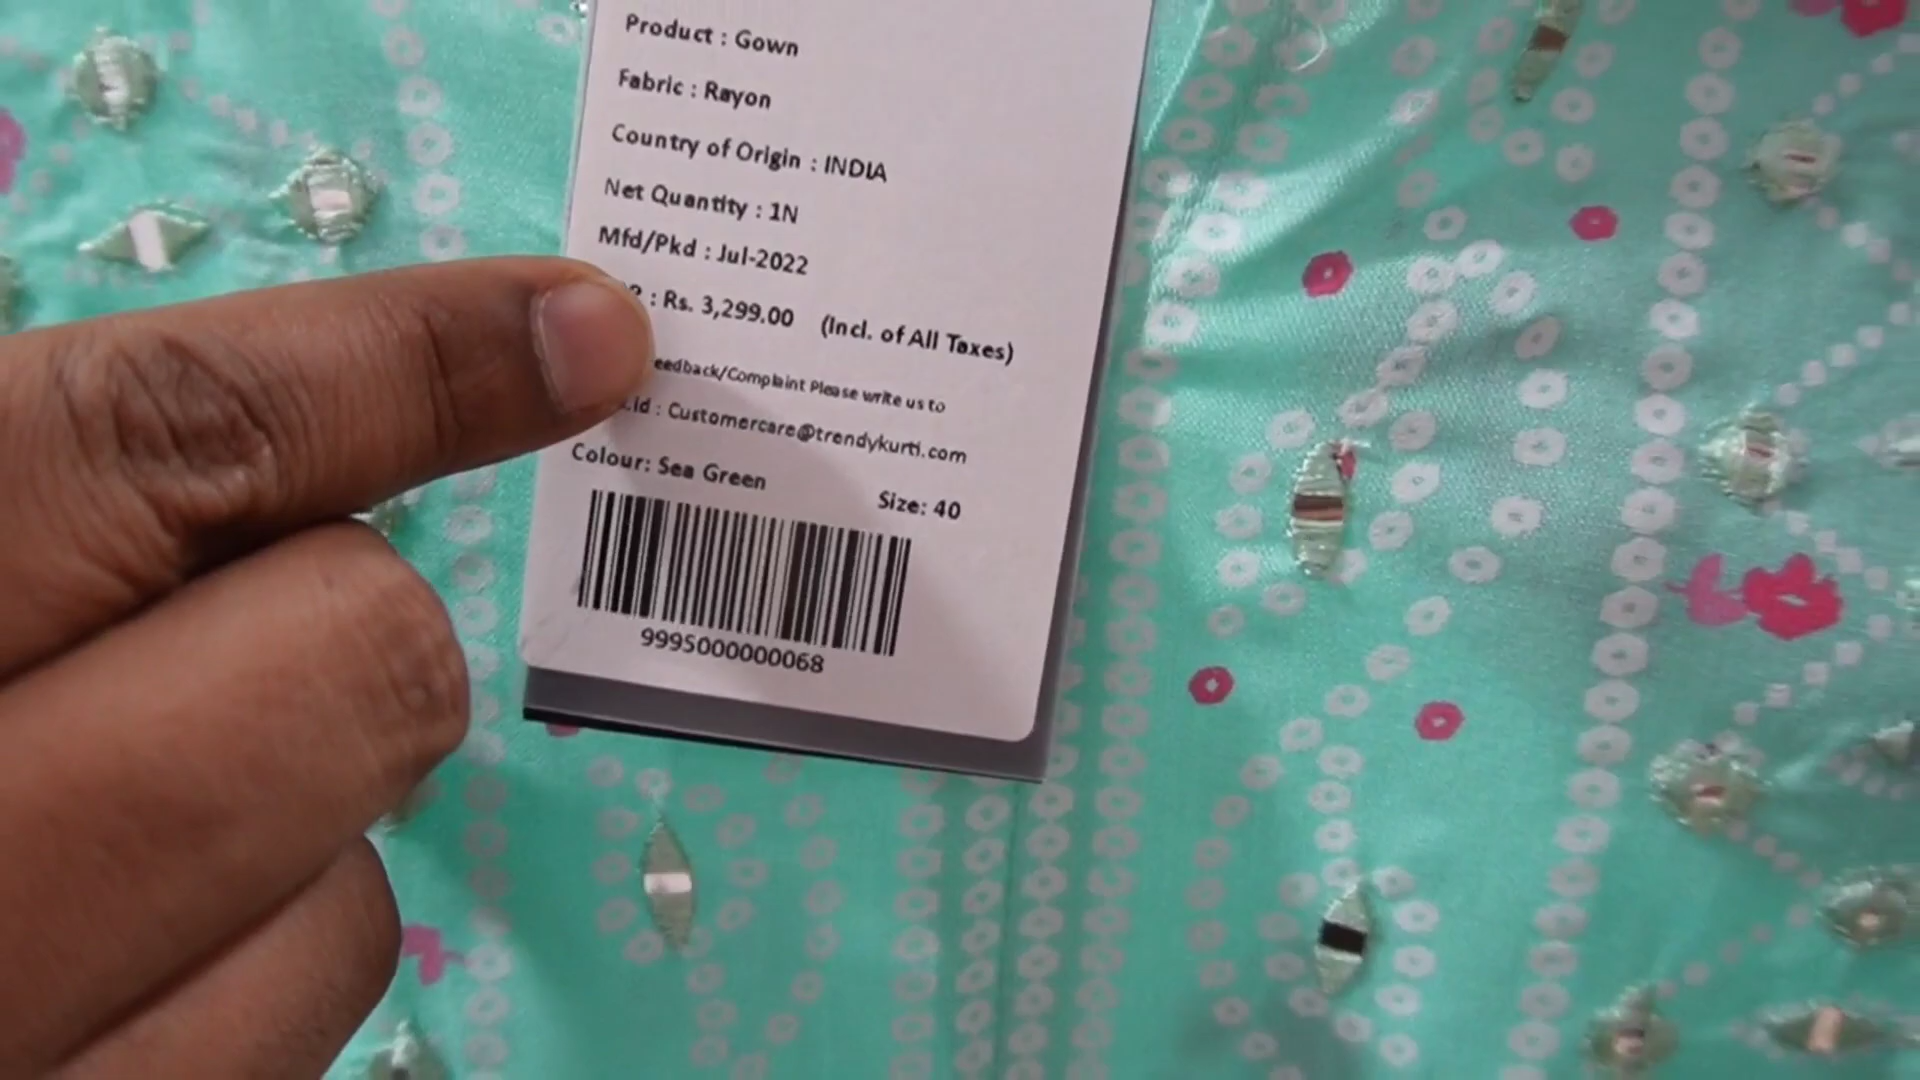 Product : Gown
Fabric : Rayon
Country of Origin : INDIA
Net Quantity : 1N
Mfd/Pkd : Jul-2022
: Rs. 3,299.00 (Incl. of All Taxes)
eedback/Complaint Please write us to
.id : Customercare@trendykurti.com
Colour: Sea Green
Size: 40
9995000000068